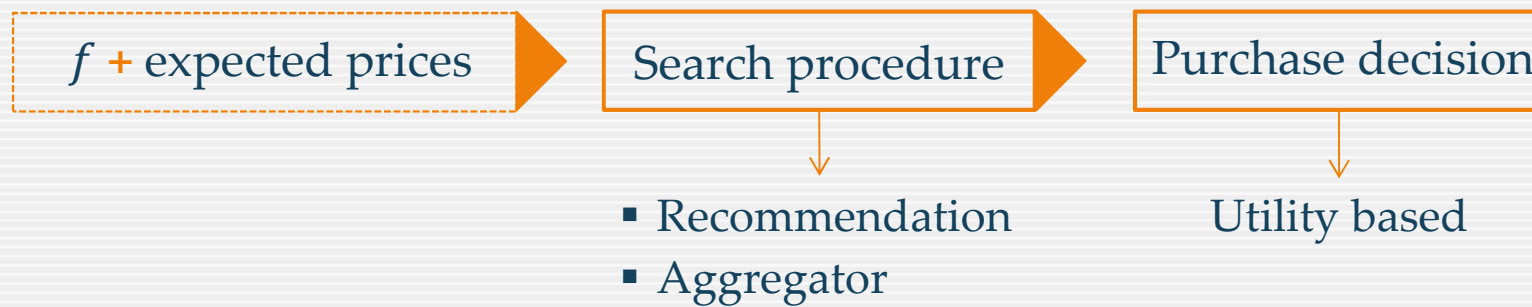 f + expected prices
Search procedure
Purchase decision
▪ Recommendation
▪ Aggregator
Utility based